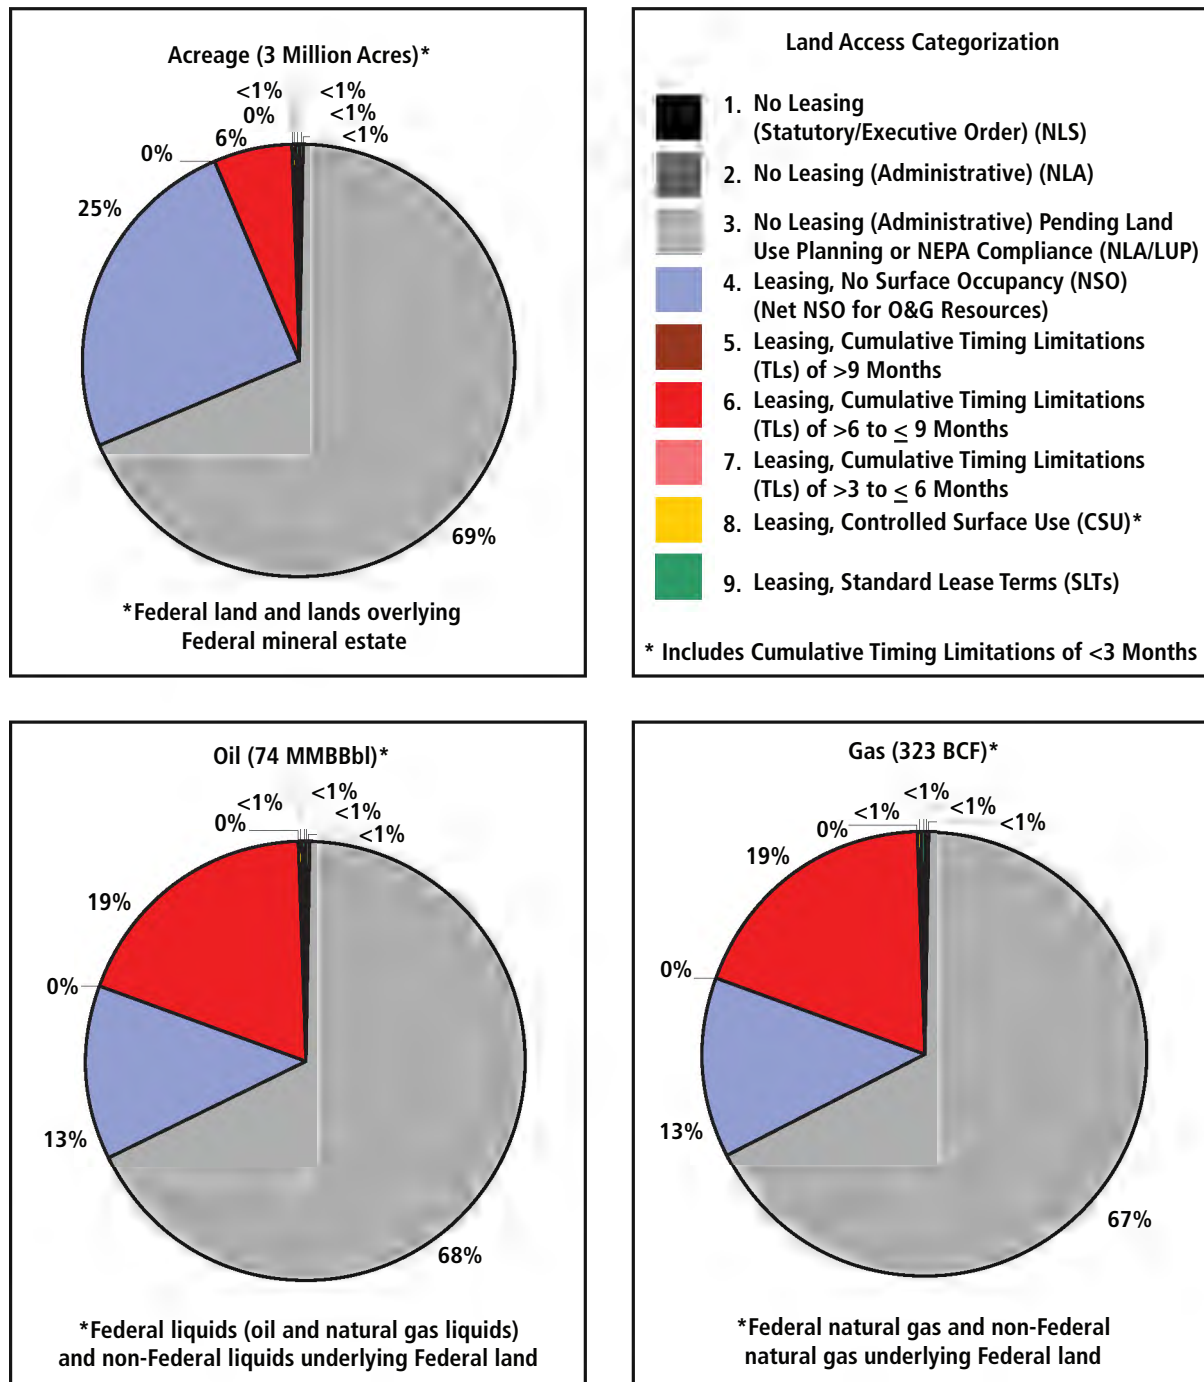 Acreage (3 Million Acres)*
<1%
<1%
0%
<1%
6%
<1%
0%
25%
69%
*Federal land and lands overlying
Federal mineral estate
Land Access Categorization
1. No Leasing
(Statutory/Executive Order) (NLS)
2. No Leasing (Administrative) (NLA)
3. No Leasing (Administrative) Pending Land
Use Planning or NEPA Compliance (NLA/LUP)
4. Leasing, No Surface Occupancy (NSO)
(Net NSO for O&G Resources)
5. Leasing, Cumulative Timing Limitations
(TLs) of >9 Months
6. Leasing, Cumulative Timing Limitations
(TLs) of >6 to ≤ 9 Months
7. Leasing, Cumulative Timing Limitations
(TLs) of >3 to ≤ 6 Months
8. Leasing, Controlled Surface Use (CSU)*
9. Leasing, Standard Lease Terms (SLTs)
* Includes Cumulative Timing Limitations of <3 Months
Oil (74 MMBBbl)*
<1%
<1%
<1%
0%
<1%
19%
0%
13%
68%
*Federal liquids (oil and natural gas liquids)
and non-Federal liquids underlying Federal land
Gas (323 BCF)*
<1%
<1%
<1%
0%
<1%
19%
0%
13%
67%
*Federal natural gas and non-Federal
natural gas underlying Federal land